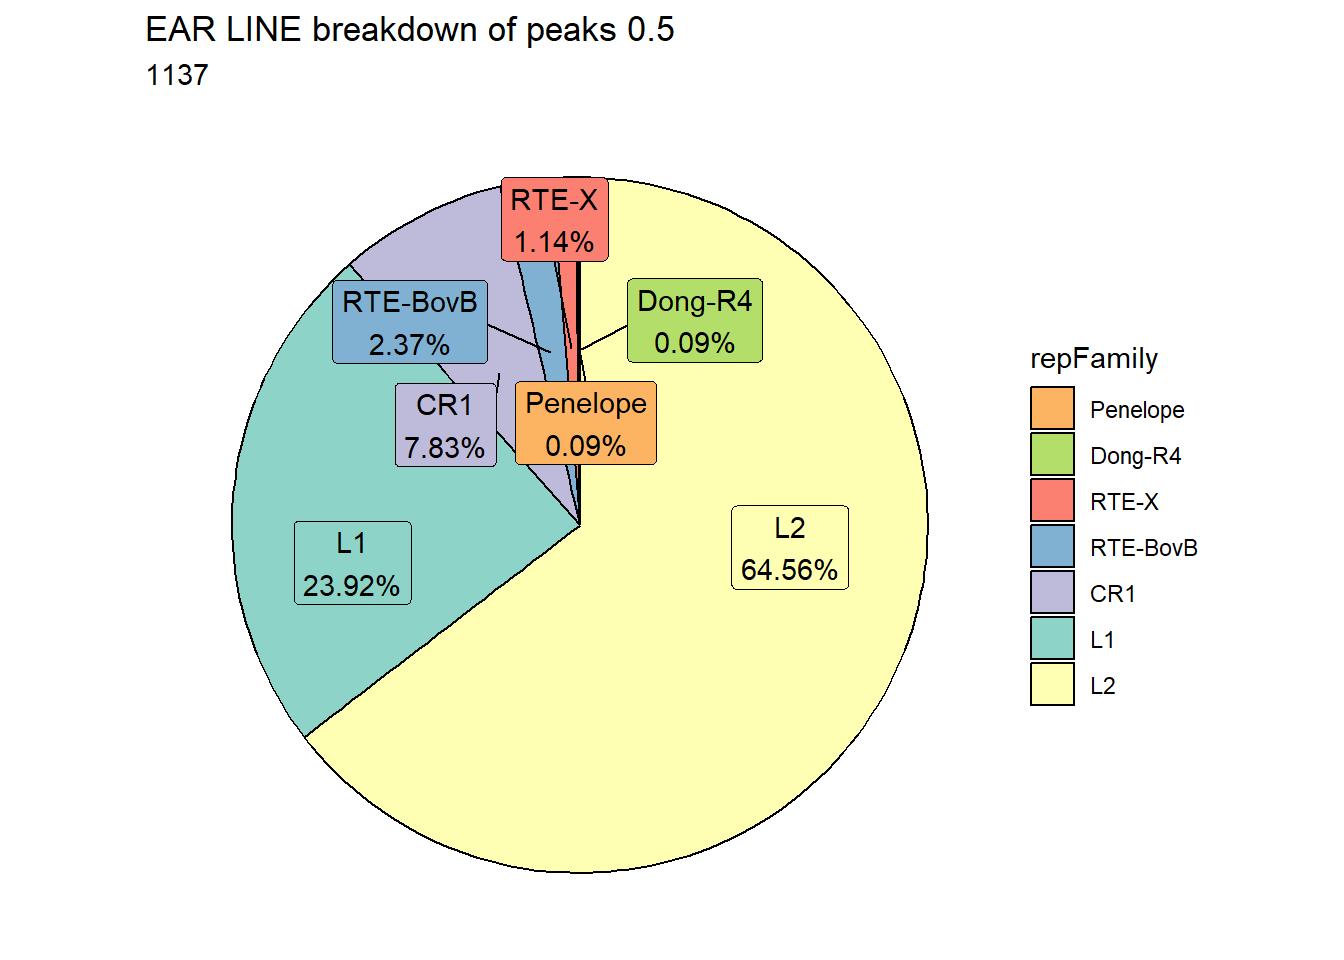 EAR LINE breakdown of peaks 0.5
1137
RTE-X
1.14%
RTE-BovB
2.37%
Dong-R4
0.09%
CR1
7.83%
Penelope
0.09%
L1
23.92%
L2
64.56%
repFamily
Penelope
Dong-R4
RTE-X
RTE-BovB
CR1
L1
L2